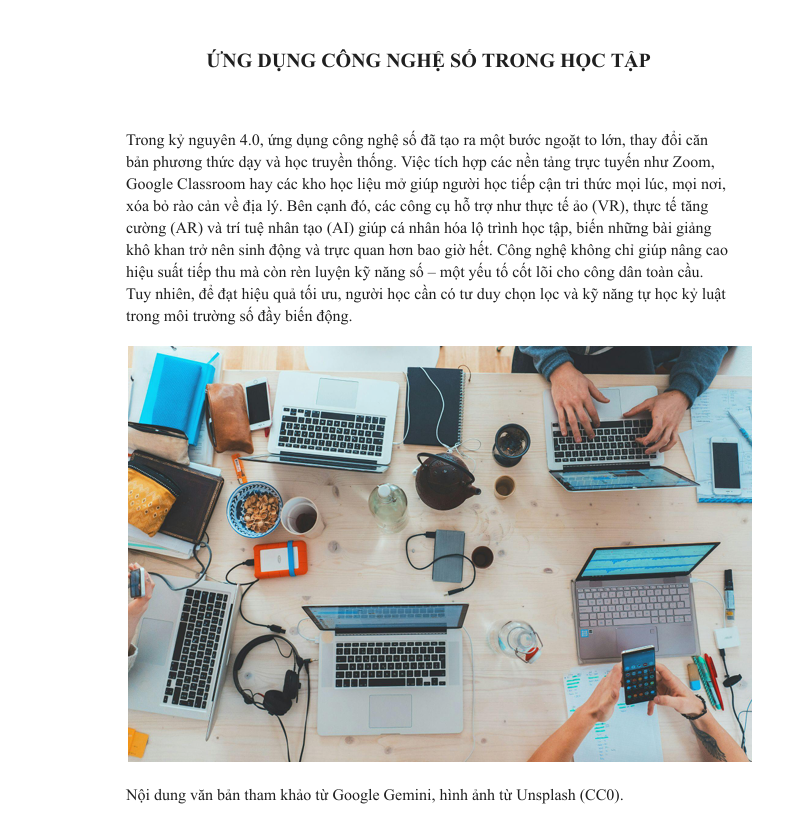 ỨNG DỤNG CÔNG NGHỆ SỐ TRONG HỌC TẬP
Trong kỷ nguyên 4.0, ứng dụng công nghệ số đã tạo ra một bước ngoặt to lớn, thay đổi căn
bản phương thức dạy và học truyền thống. Việc tích hợp các nền tảng trực tuyến như Zoom,
Google Classroom hay các kho học liệu mở giúp người học tiếp cận tri thức mọi lúc, mọi nơi,
xóa bỏ rào cản về địa lý. Bên cạnh đó, các công cụ hỗ trợ như thực tế ảo (VR), thực tế tăng
cường (AR) và trí tuệ nhân tạo (AI) giúp cá nhân hóa lộ trình học tập, biến những bài giảng
khô khan trở nên sinh động và trực quan hơn bao giờ hết. Công nghệ không chỉ giúp nâng cao
hiệu suất tiếp thu mà còn rèn luyện kỹ năng số – một yếu tố cốt lõi cho công dân toàn cầu.
Tuy nhiên, để đạt hiệu quả tối ưu, người học cần có tư duy chọn lọc và kỹ năng tự học kỷ luật
trong môi trường số đầy biến động.
Nội dung văn bản tham khảo từ Google Gemini, hình ảnh từ Unsplash (CC0).